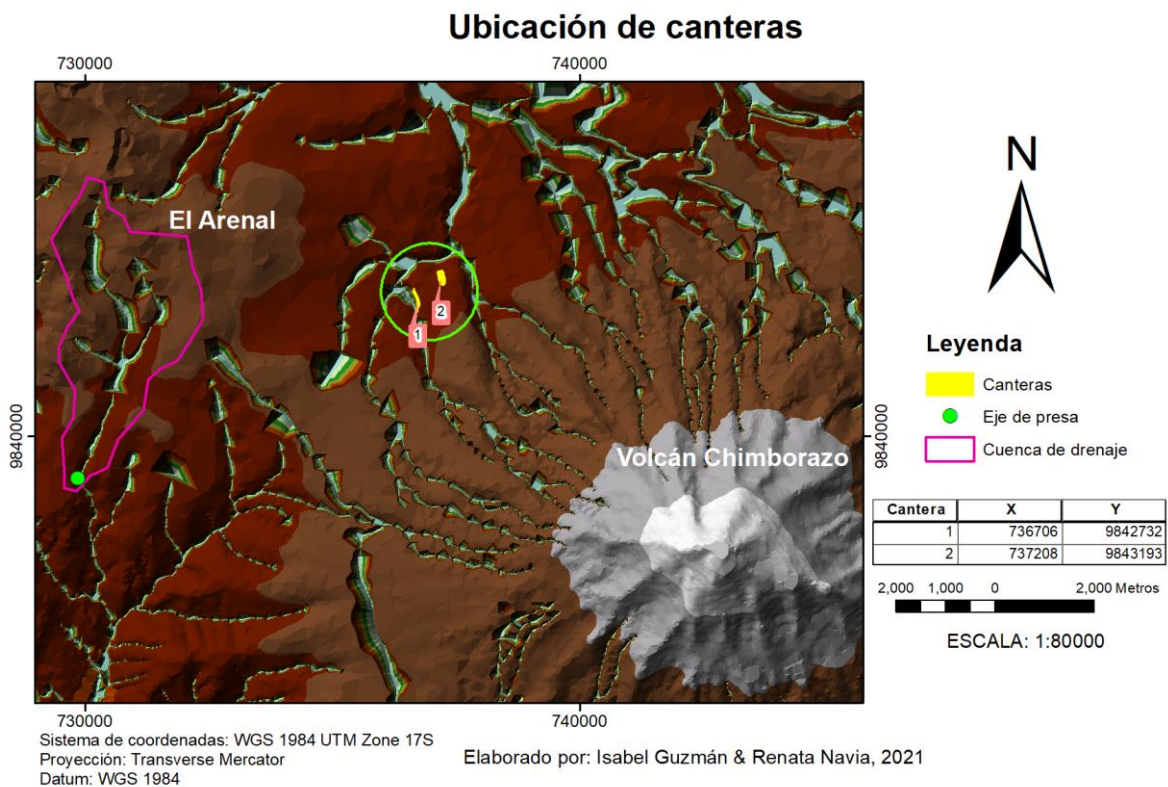 Ubicación de canteras
730000
740000
El Arenal
2
1
9840000
9840000
Volcán Chimborazo
730000
740000
N
Leyenda
Canteras
Eje de presa
Cuenca de drenaje
Cantera X Y
1 736706 9842732
2 737208 9843193
2,000 1,000 0 2,000 Metros
ESCALA: 1:80000
Sistema de coordenadas: WGS 1984 UTM Zone 17S
Proyección: Transverse Mercator
Datum: WGS 1984
Elaborado por: Isabel Guzmán & Renata Navia, 2021